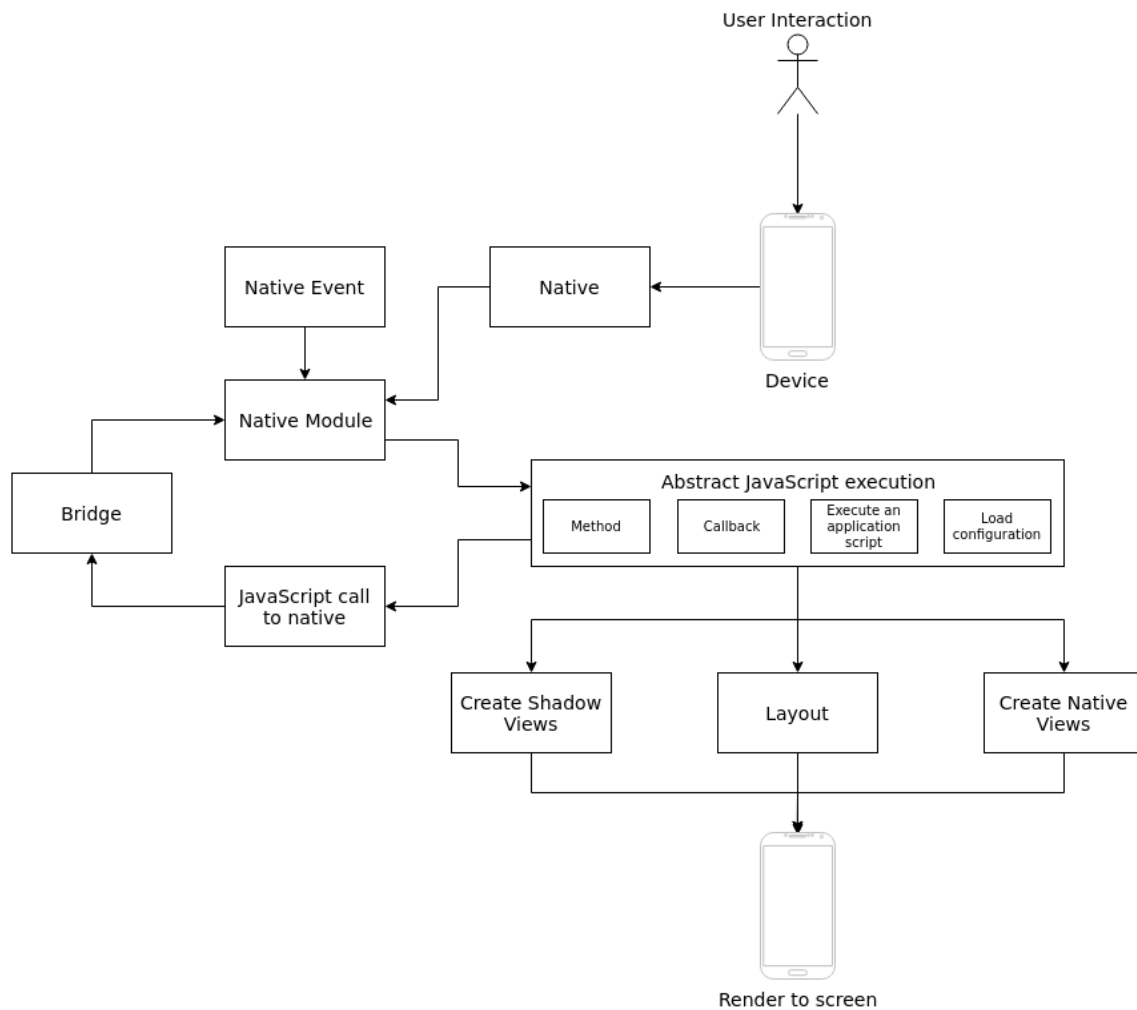 User Interaction
Native Event
Native
Device
Native Module
Abstract JavaScript execution
Bridge
Method
Callback
Execute an
application
script
Load
configuration
JavaScript call
to native
Create Shadow
Views
Layout
Create Native
Views
Render to screen